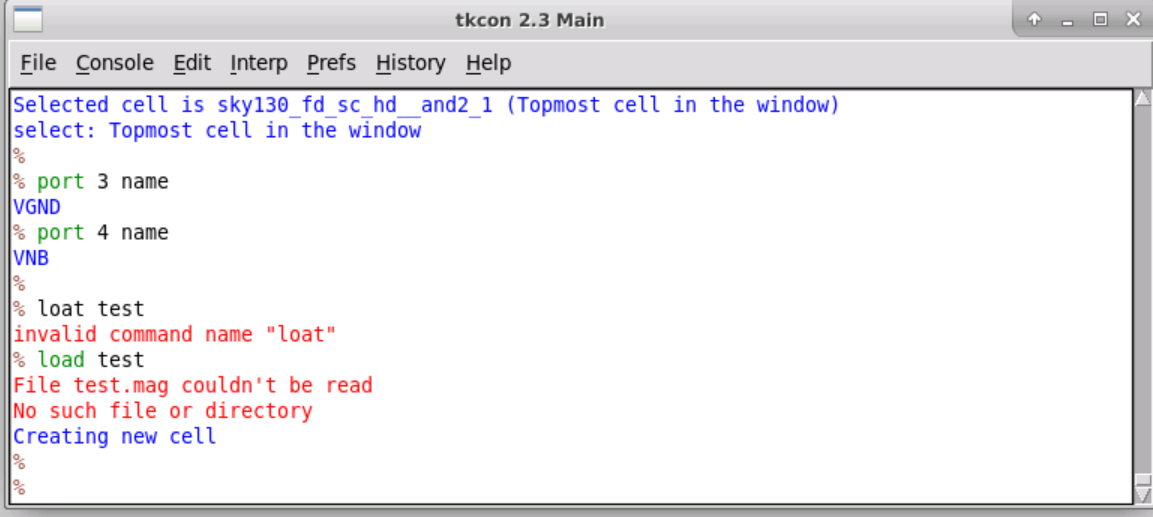 tkcon 2.3 Main
File Console Edit Interp Prefs History Help
Selected cell is sky130_fd_sc_hd__and2_1 (Topmost cell in the window)
select: Topmost cell in the window
%
% port 3 name
VGND
% port 4 name
VNB
%
% loat test
invalid command name "loat"
% load test
File test.mag couldn't be read
No such file or directory
Creating new cell
%
%